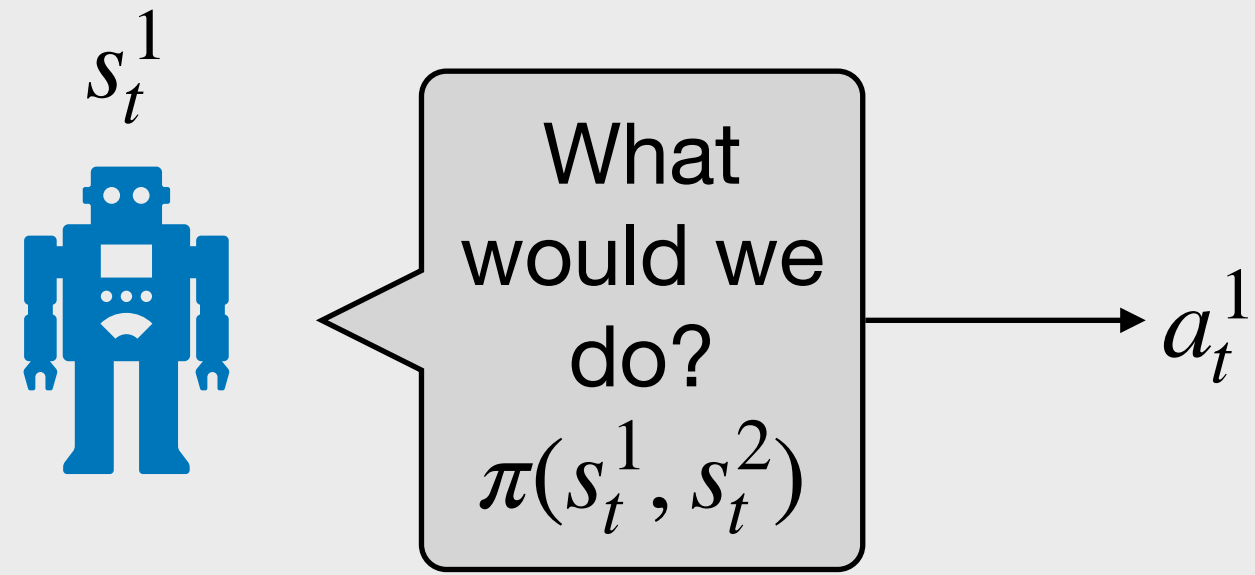 s_t^1
What
would we
do?
π(s_t^1, s_t^2)
a_t^1